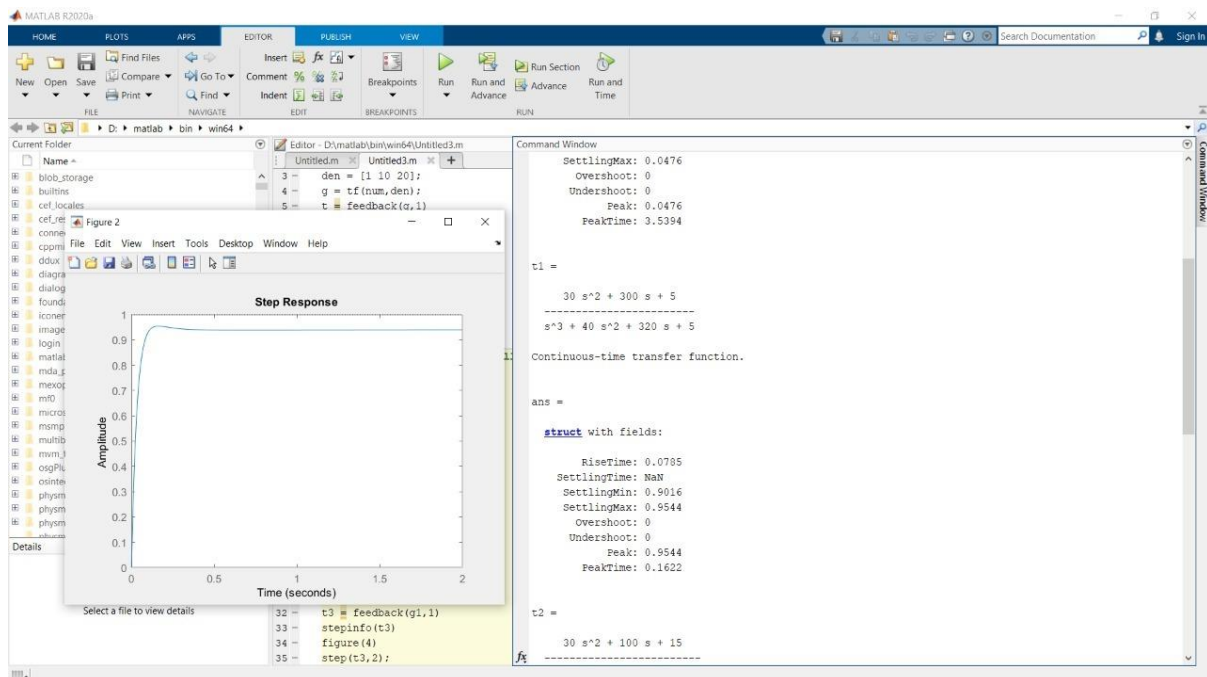 MATLAB R2020a
HOME PLOTS APPS EDITOR PUBLISH VIEW Search Documentation Sign In
New Open Save Find Files Compare Print Go To Find Insert fx Comment % Indent Breakpoints Run Run and Advance Run Section Advance Run and Time
FILE NAVIGATE EDIT BREAKPOINTS RUN
D: matlab bin win64
Current Folder
Name
blob_storage
builtins
cef_locales
Details
Select a file to view details
Editor - D:\matlab\bin\win64\Untitled3.m
Untitled.m Untitled3.m +
3 - den = [1 10 20];
4 - g = tf(num,den);
5 - t = feedback(g,1)
32 - t3 = feedback(g1,1)
33 - stepinfo(t3)
34 - figure(4)
35 - step(t3,2);
Figure 2
File Edit View Insert Tools Desktop Window Help
Step Response
1
0.9
0.8
0.7
0.6
0.5
0.4
0.3
0.2
0.1
0
Amplitude
0 0.5 1 1.5 2
Time (seconds)
Command Window
SettlingMax: 0.0476
Overshoot: 0
Undershoot: 0
Peak: 0.0476
PeakTime: 3.5394
t1 =
30 s^2 + 300 s + 5
------------------------
s^3 + 40 s^2 + 320 s + 5
Continuous-time transfer function.
ans =
struct with fields:
RiseTime: 0.0785
SettlingTime: NaN
SettlingMin: 0.9016
SettlingMax: 0.9544
Overshoot: 0
Undershoot: 0
Peak: 0.9544
PeakTime: 0.1622
t2 =
30 s^2 + 100 s + 15
-------------------------
fx
Command Window